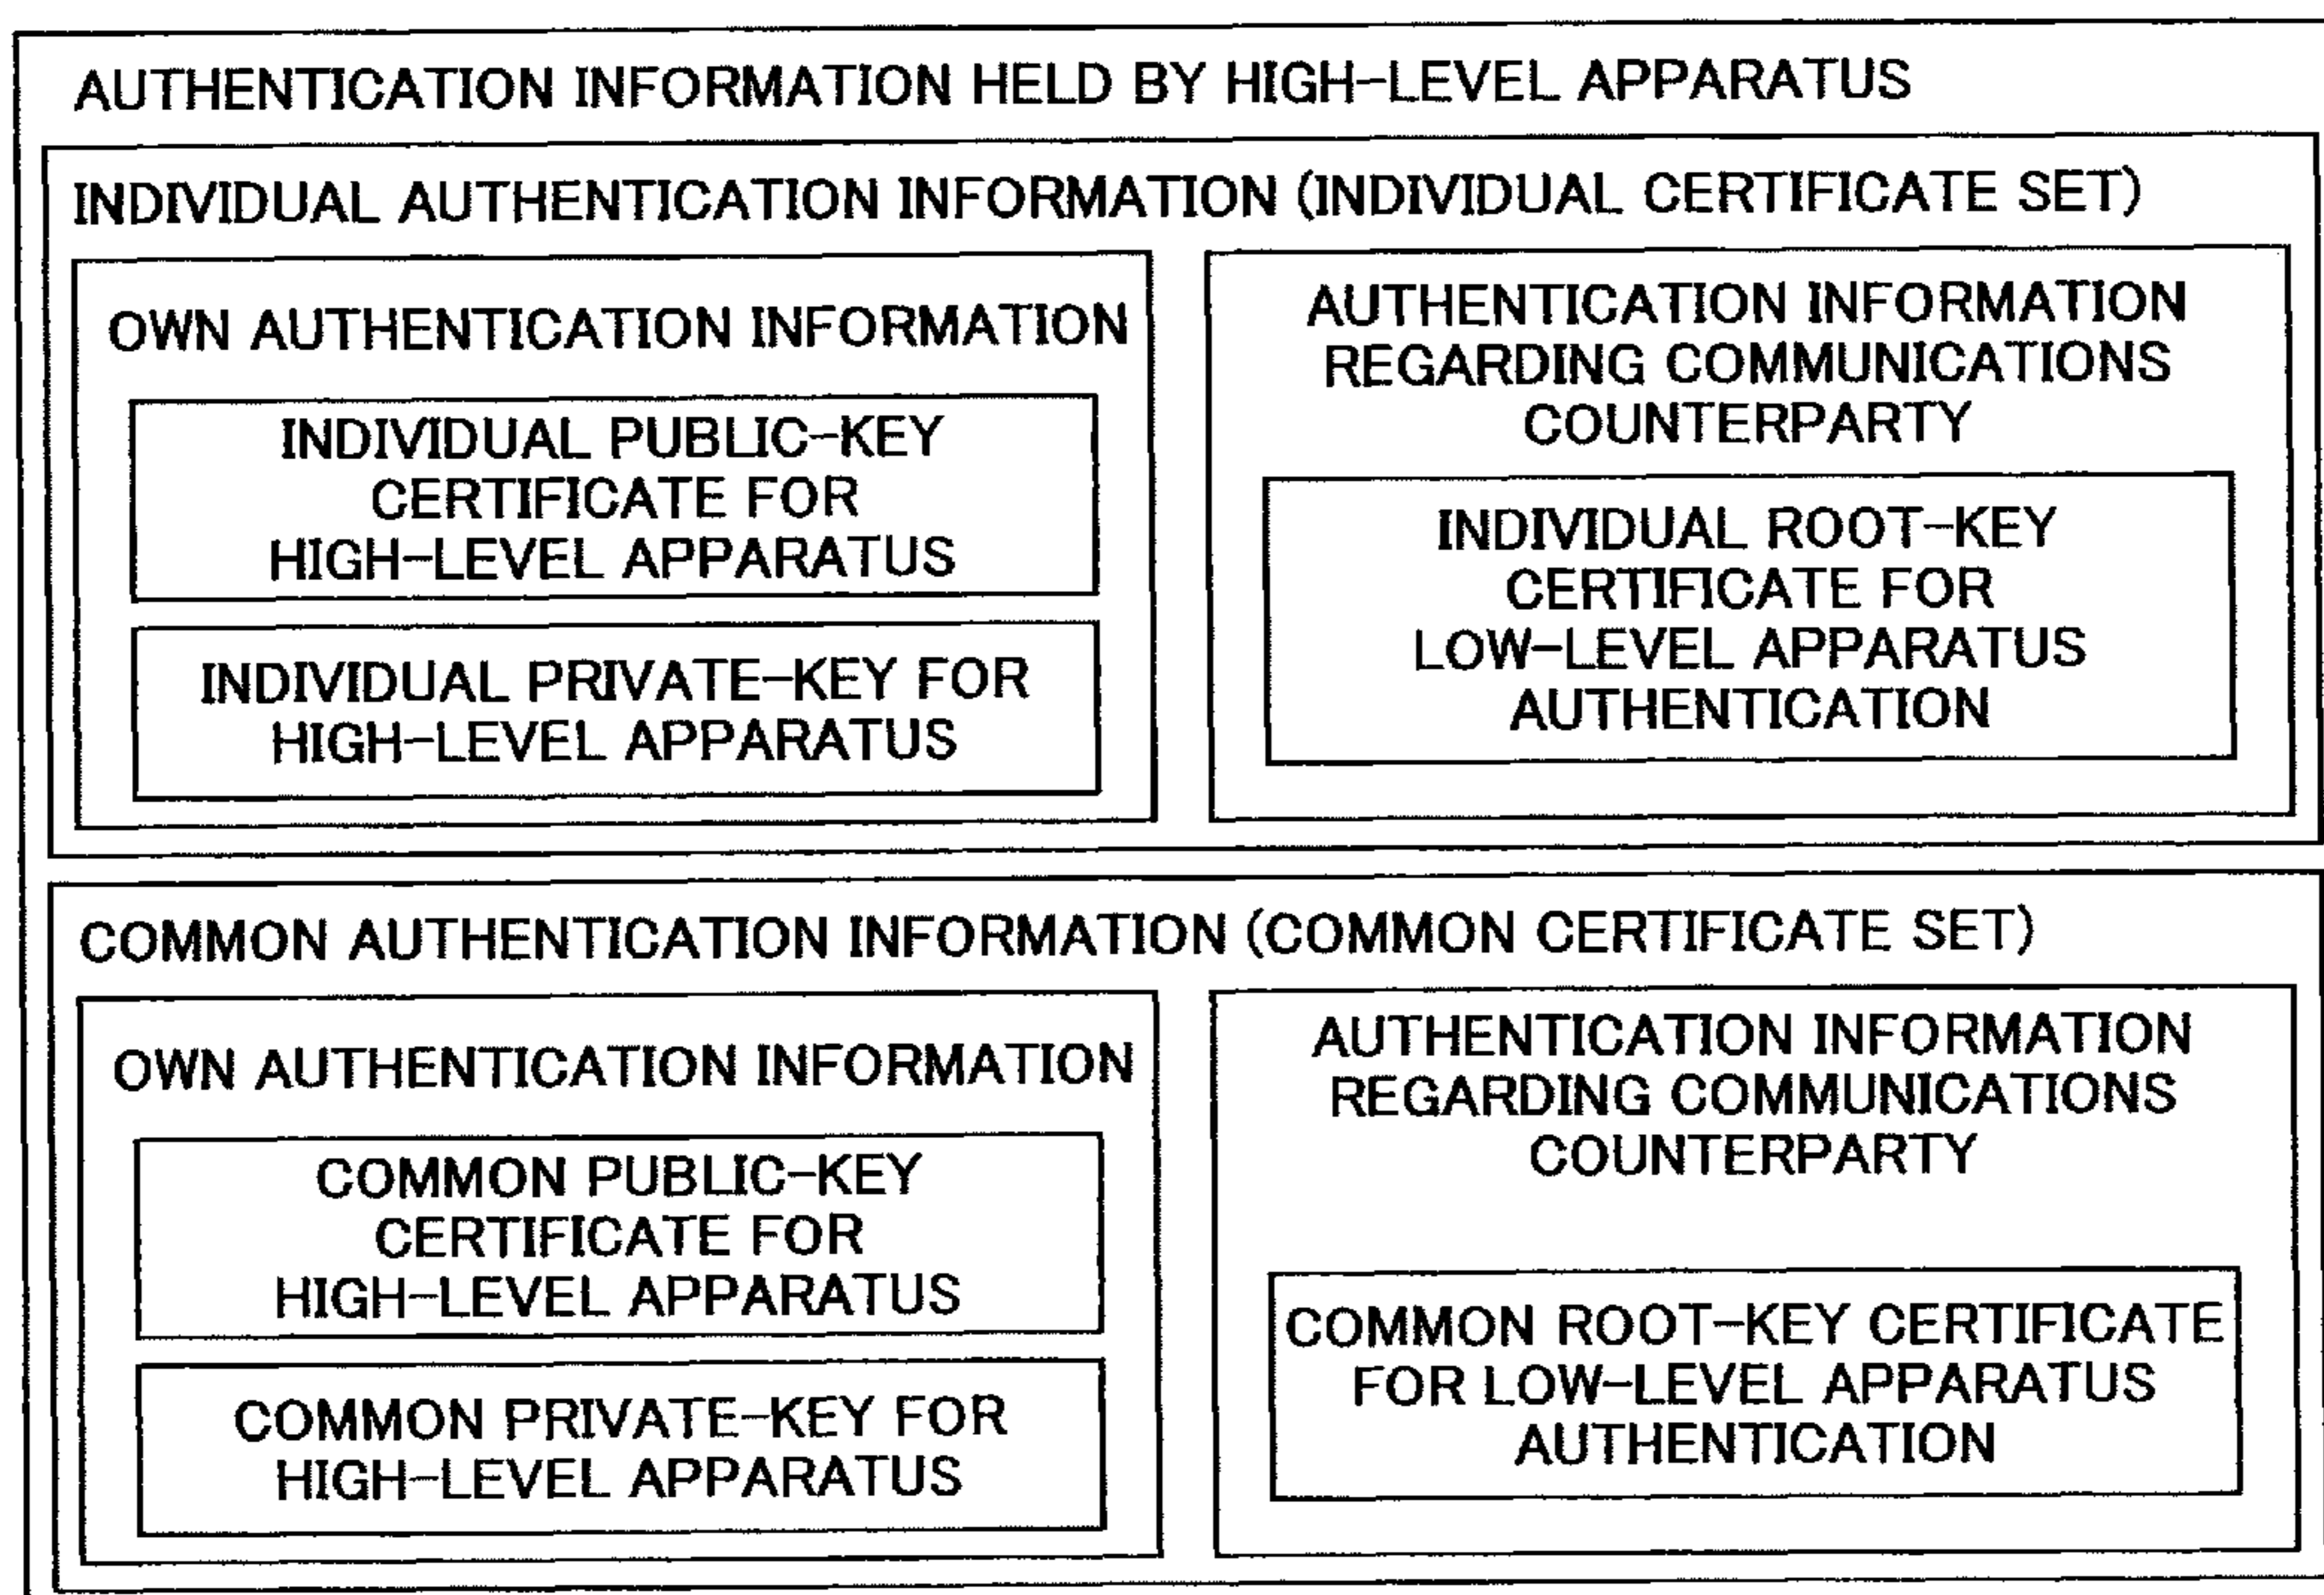 AUTHENTICATION INFORMATION HELD BY HIGH-LEVEL APPARATUS
INDIVIDUAL AUTHENTICATION INFORMATION (INDIVIDUAL CERTIFICATE SET)
OWN AUTHENTICATION INFORMATION
INDIVIDUAL PUBLIC-KEY
CERTIFICATE FOR
HIGH-LEVEL APPARATUS
INDIVIDUAL PRIVATE-KEY FOR
HIGH-LEVEL APPARATUS
AUTHENTICATION INFORMATION
REGARDING COMMUNICATIONS
COUNTERPARTY
INDIVIDUAL ROOT-KEY
CERTIFICATE FOR
LOW-LEVEL APPARATUS
AUTHENTICATION
COMMON AUTHENTICATION INFORMATION (COMMON CERTIFICATE SET)
OWN AUTHENTICATION INFORMATION
COMMON PUBLIC-KEY
CERTIFICATE FOR
HIGH-LEVEL APPARATUS
COMMON PRIVATE-KEY FOR
HIGH-LEVEL APPARATUS
AUTHENTICATION INFORMATION
REGARDING COMMUNICATIONS
COUNTERPARTY
COMMON ROOT-KEY CERTIFICATE
FOR LOW-LEVEL APPARATUS
AUTHENTICATION